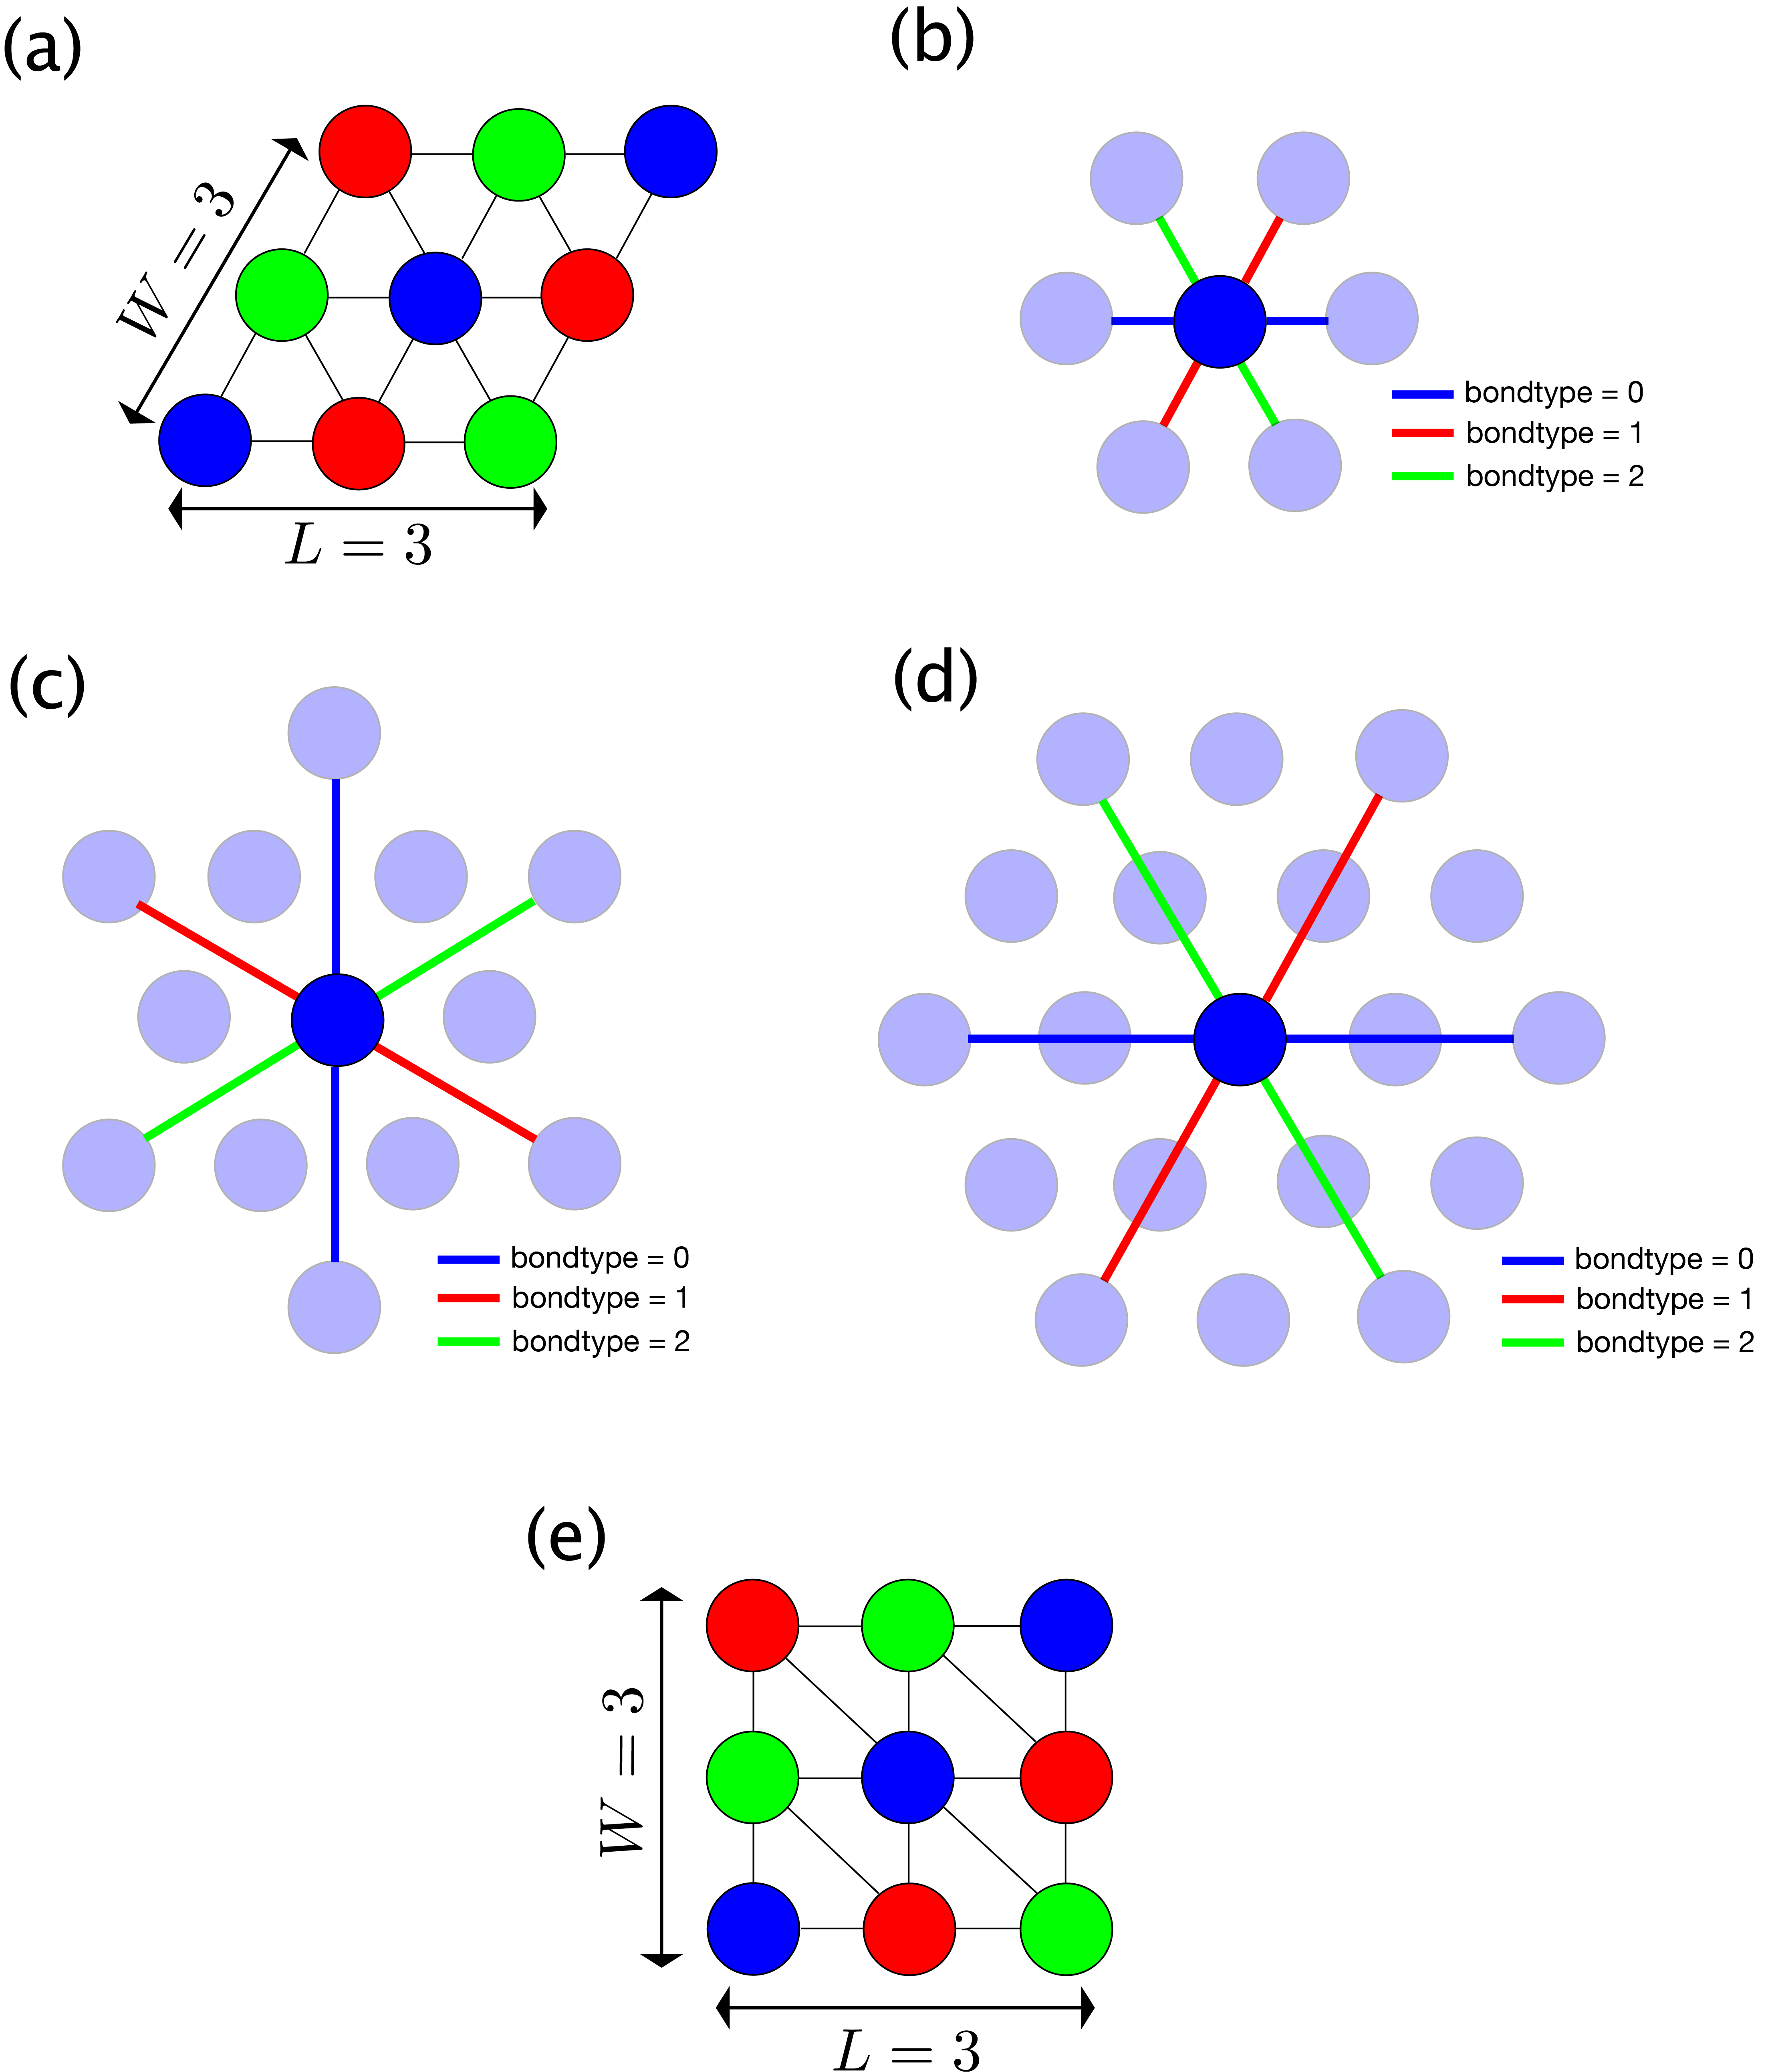 (a)
W = 3
L = 3
(b)
bondtype = 0
bondtype = 1
bondtype = 2
(c)
bondtype = 0
bondtype = 1
bondtype = 2
(d)
bondtype = 0
bondtype = 1
bondtype = 2
(e)
W = 3
L = 3